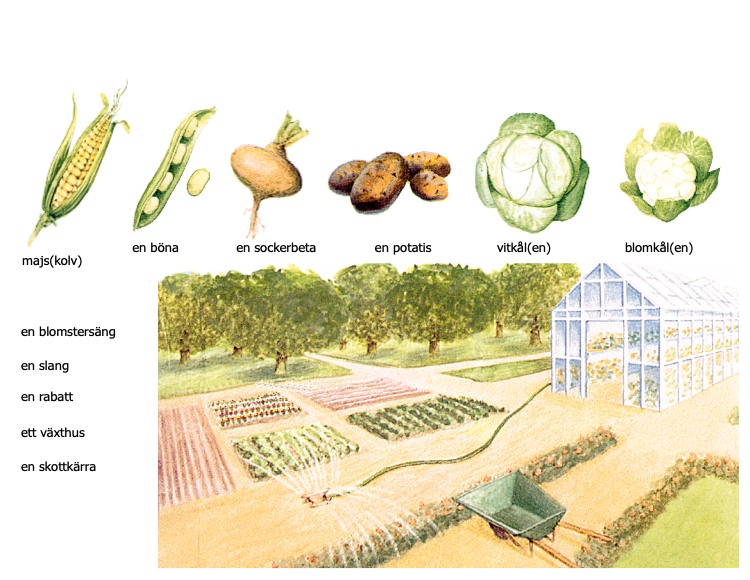 majs(kolv)
en böna
en sockerbeta
en potatis
vitkål(en)
blomkål(en)
en blomstersäng
en slang
en rabatt
ett växthus
en skottkärra